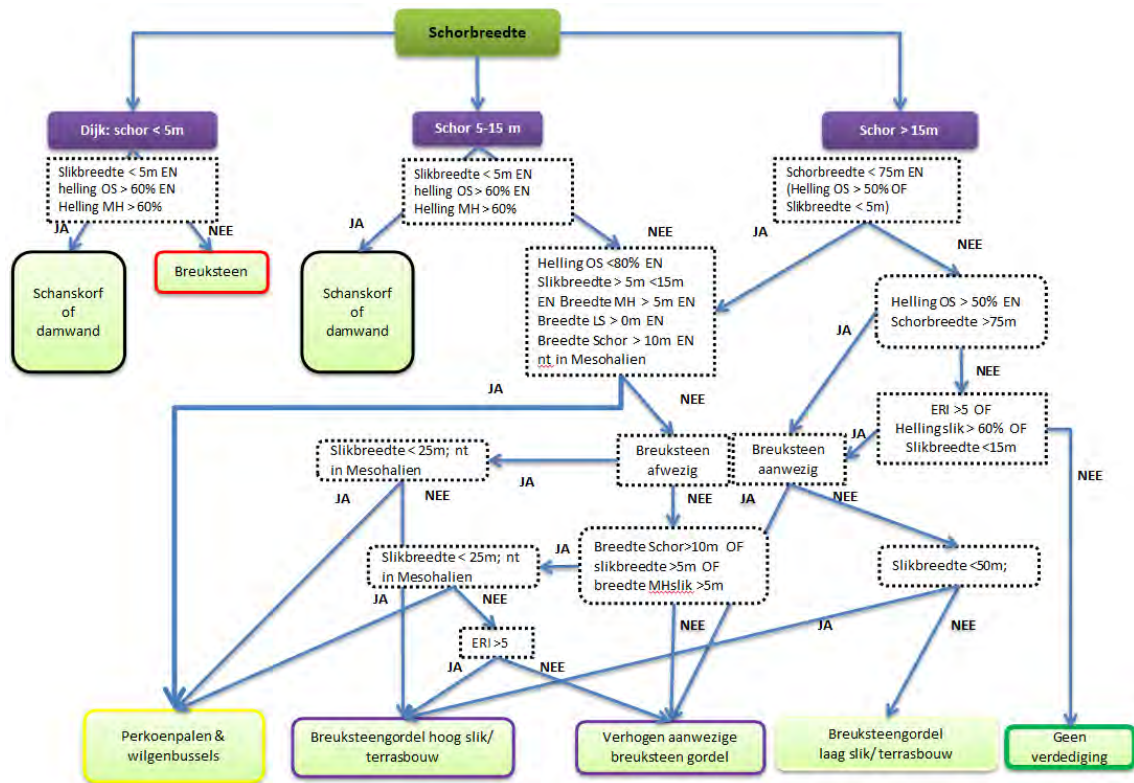 Schorbreedte
Dijk: schor < 5m
Schor 5-15 m
Schor > 15m
Slikbreedte < 5m EN
helling OS > 60% EN
Helling MH > 60%
Slikbreedte < 5m EN
helling OS > 60% EN
Helling MH > 60%
Schorbreedte < 75m EN
(Helling OS > 50% OF
Slikbreedte < 5m)
JA
NEE
JA
NEE
JA
NEE
Schanskorf
of
damwand
Breuksteen
Schanskorf
of
damwand
Helling OS <80% EN
Slikbreedte > 5m <15m
EN Breedte MH > 5m EN
Breedte LS > 0m EN
Breedte Schor > 10m EN
nt in Mesohalien
Helling OS > 50% EN
Schorbreedte >75m
JA
NEE
JA
NEE
ERI >5 OF
Helling slik > 60% OF
Slikbreedte <15m
JA
NEE
Slikbreedte < 25m; nt
in Mesohalien
Breuksteen
afwezig
Breuksteen
aanwezig
JA
NEE
JA
NEE
JA
NEE
Slikbreedte < 25m; nt
in Mesohalien
JA
Breedte Schor>10m OF
slikbreedte >5m OF
breedte MHslik >5m
Slikbreedte <50m;
JA
NEE
NEE
JA
NEE
ERI >5
JA
NEE
Perkoenpalen &
wilgenbussels
Breuksteengordel hoog slik/
terrasbouw
Verhogen aanwezige
breuksteen gordel
Breuksteengordel
laag slik/ terrasbouw
Geen
verdediging